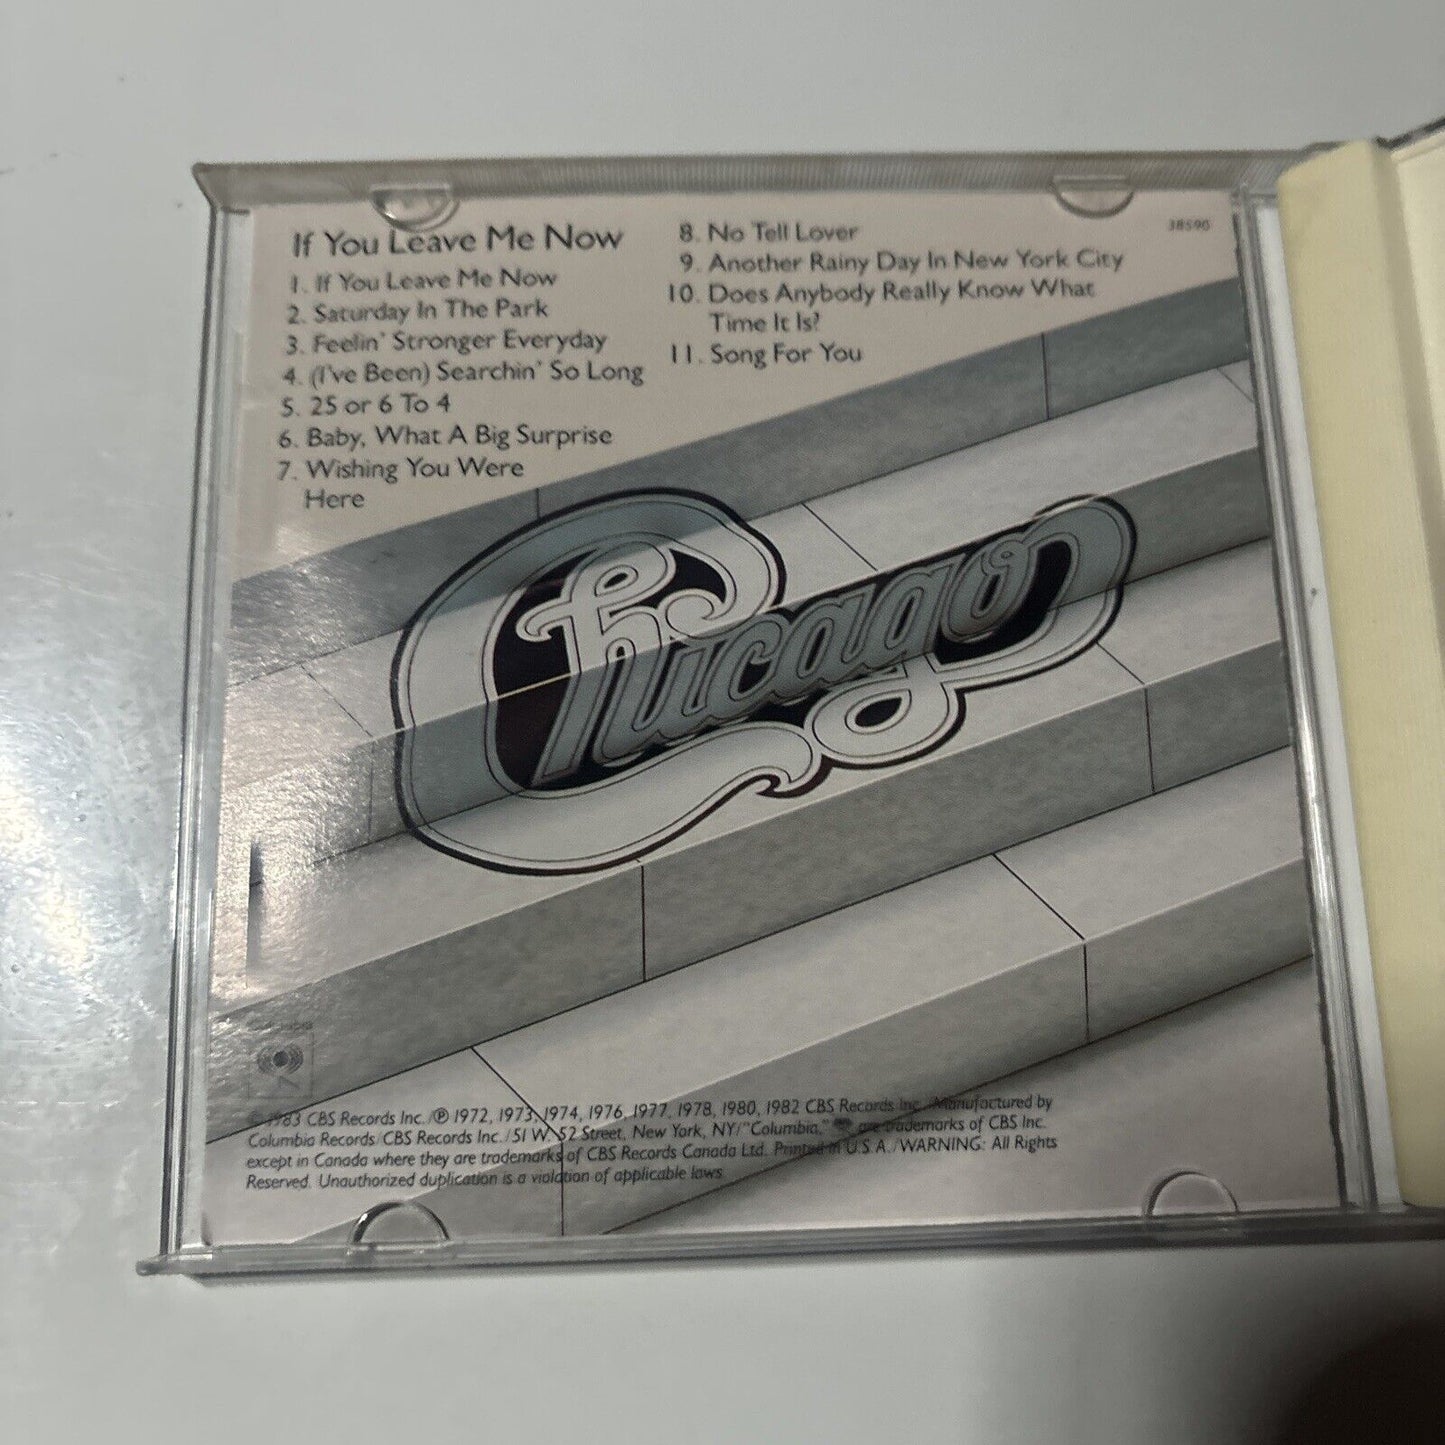 If You Leave Me Now
1. If You Leave Me Now
2. Saturday In The Park
3. Feelin' Stronger Everyday
4. (I've Been) Searchin' So Long
5. 25 or 6 To 4
6. Baby, What A Big Surprise
7. Wishing You Were
Here
8. No Tell Lover
9. Another Rainy Day In New York City
10. Does Anybody Really Know What
Time It Is?
11. Song For You
38590
Chicago
Columbia
© 1983 CBS Records Inc./℗ 1972, 1973, 1974, 1976, 1977, 1978, 1980, 1982 CBS Records Inc./Manufactured by
Columbia Records/CBS Records Inc./51 W. 52 Street, New York, NY/"Columbia," are trademarks of CBS Inc.
except in Canada where they are trademarks of CBS Records Canada Ltd. Printed in U.S.A./WARNING: All Rights
Reserved. Unauthorized duplication is a violation of applicable laws